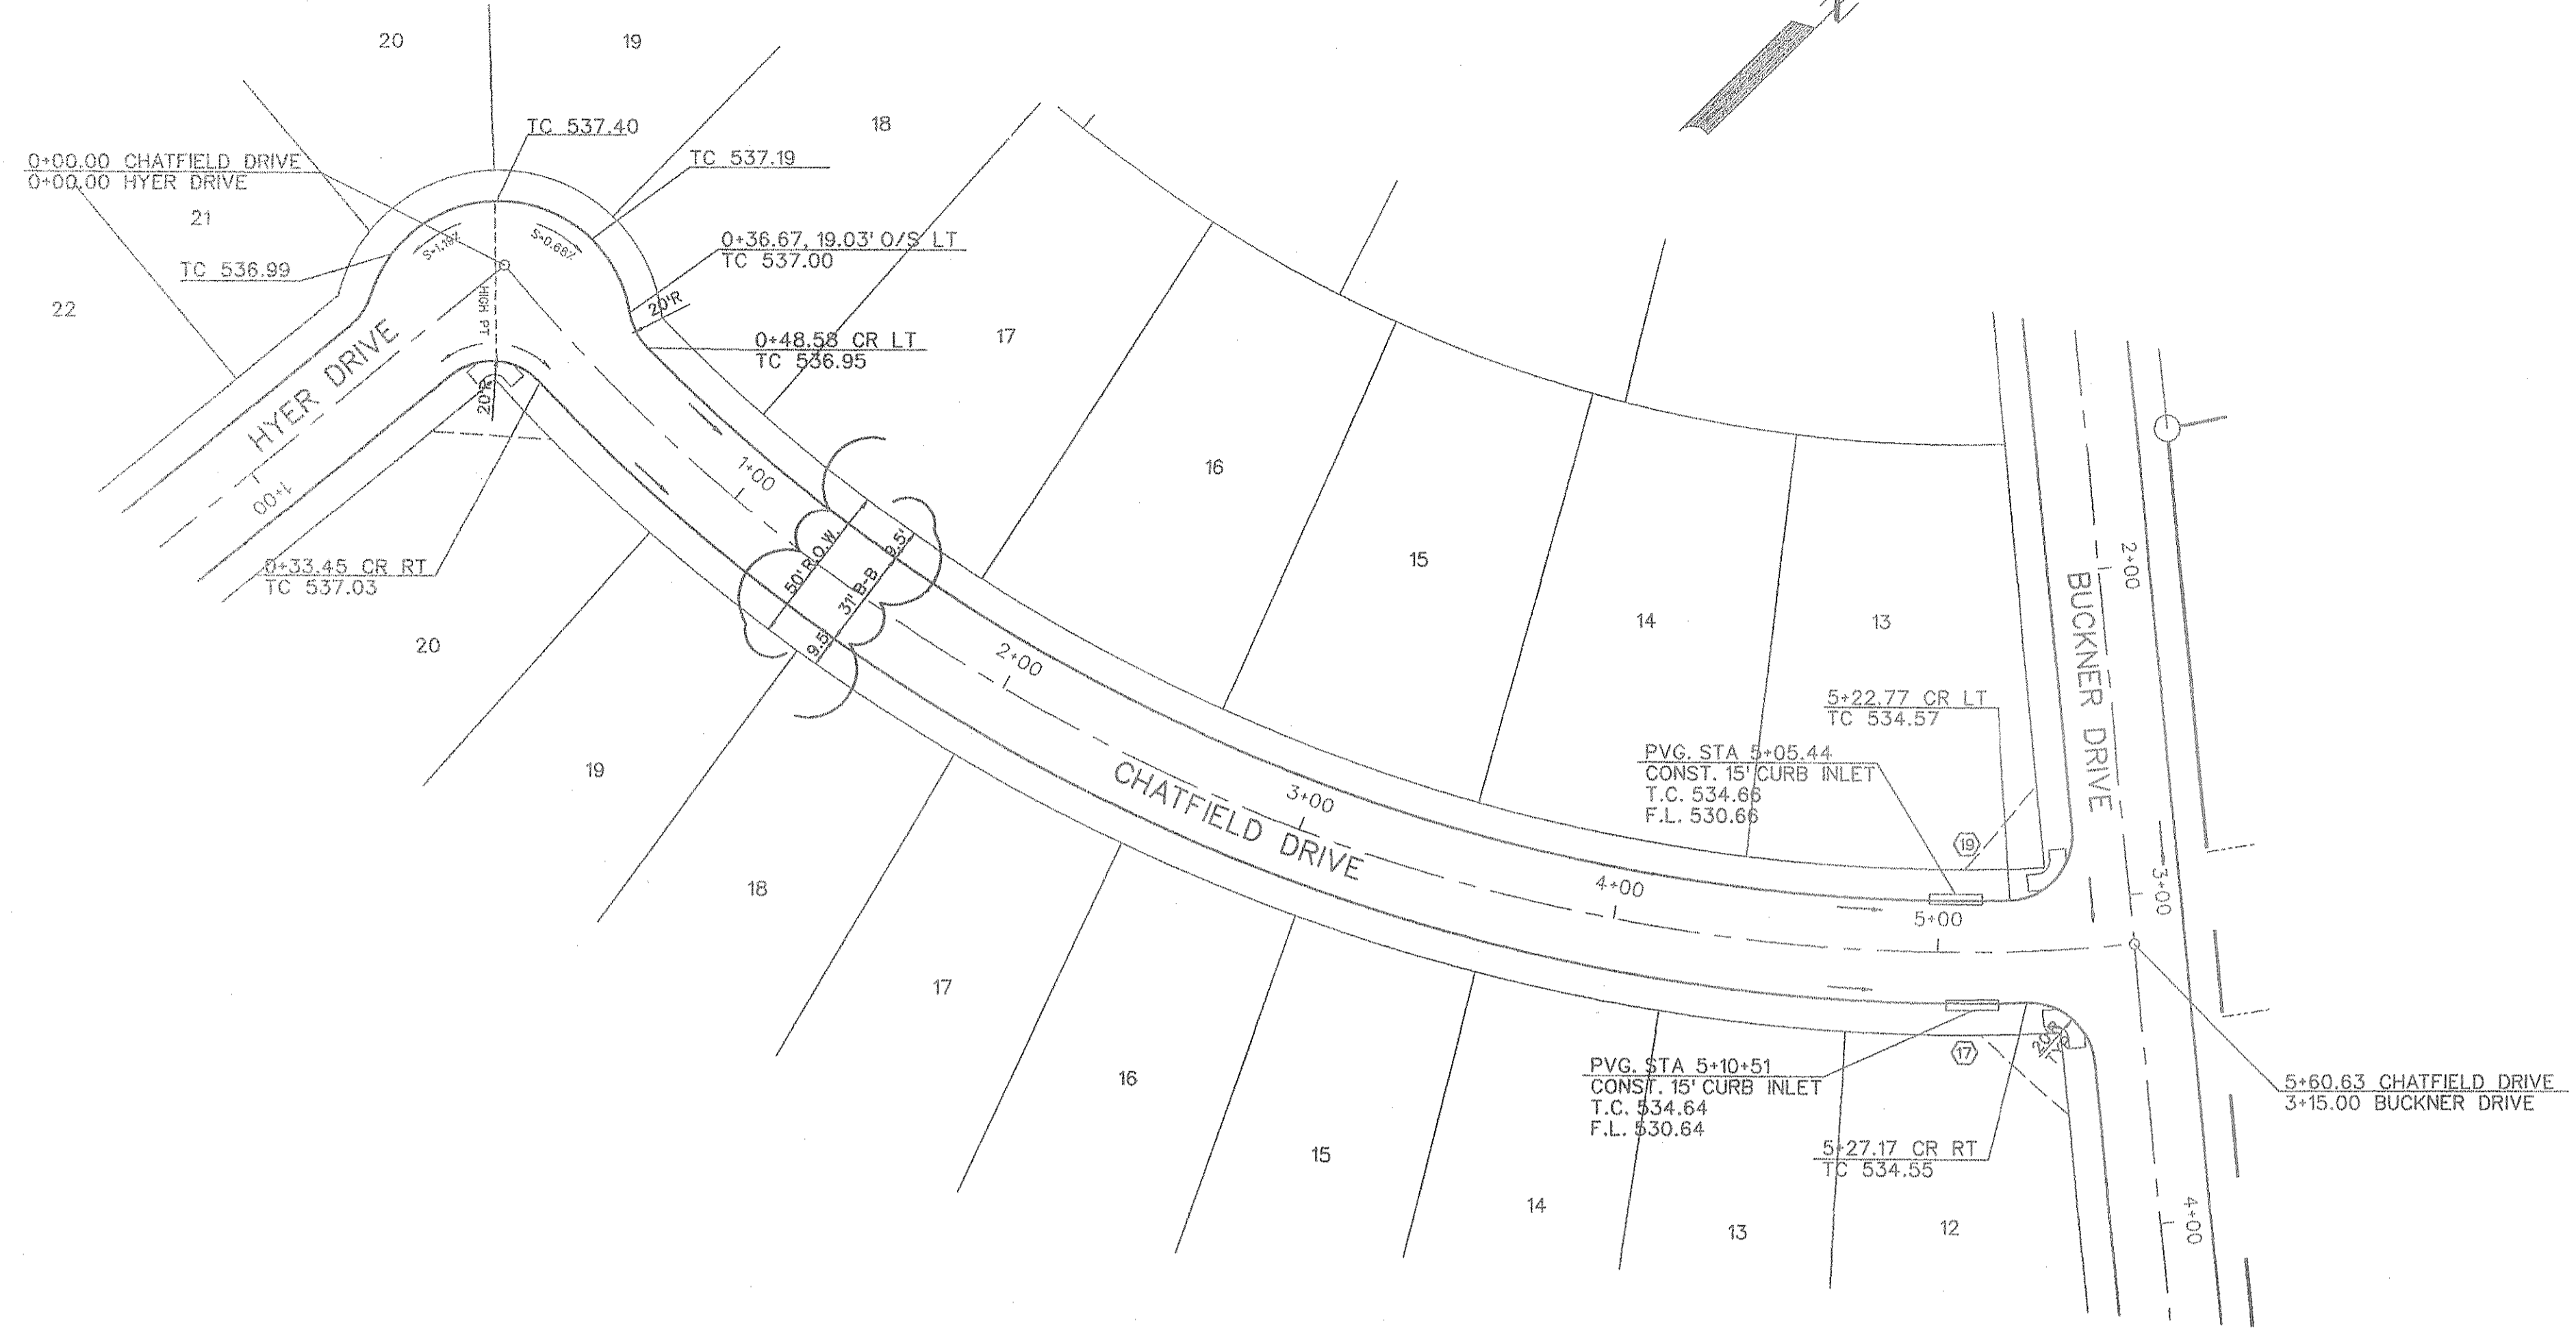 20
19
18
TC 537.40
TC 537.19
0+00.00 CHATFIELD DRIVE
0+00.00 HYER DRIVE
21
S=1.19%
S=0.68%
0+36.67, 19.03' O/S LT
TC 537.00
TC 536.99
22
HIGH PT
20'R
0+48.58 CR LT
TC 536.95
17
HYER DRIVE
20'R
1+00
1+00
16
50' R.O.W.
9.5'
31' B-B
9.5'
15
0+33.45 CR RT
TC 537.03
20
2+00
14
13
2+00
BUCKNER DRIVE
19
5+22.77 CR LT
TC 534.57
PVG. STA 5+05.44
CONST. 15' CURB INLET
T.C. 534.66
F.L. 530.66
3+00
CHATFIELD DRIVE
19
18
4+00
5+00
3+00
17
17
20'R
16
PVG. STA 5+10+51
CONST. 15' CURB INLET
T.C. 534.64
F.L. 530.64
5+60.63 CHATFIELD DRIVE
3+15.00 BUCKNER DRIVE
15
5+27.17 CR RT
TC 534.55
14
13
12
4+00